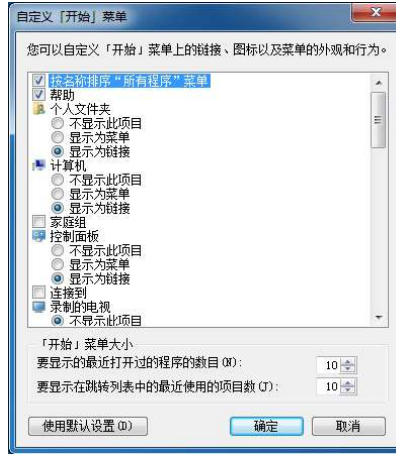 自定义「开始」菜单
您可以自定义「开始」菜单上的链接、图标以及菜单的外观和行为。
按名称排序“所有程序”菜单
帮助
个人文件夹
不显示此项目
显示为菜单
显示为链接
计算机
不显示此项目
显示为菜单
显示为链接
家庭组
控制面板
不显示此项目
显示为菜单
显示为链接
连接到
录制的电视
不显示此项目
「开始」菜单大小
要显示的最近打开过的程序的数目(N): 10
要显示在跳转列表中的最近使用的项目数(J): 10
使用默认设置(D) 确定 取消